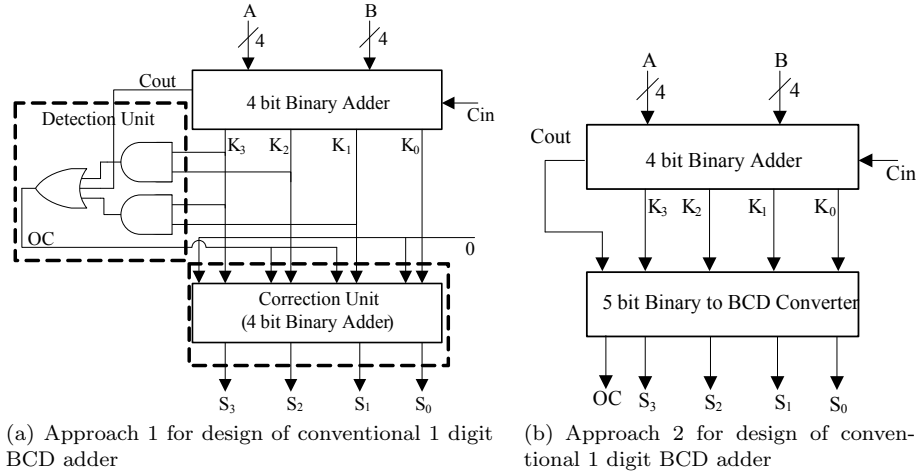 A B
4 4
Cout
4 bit Binary Adder
Cin
Detection Unit
K₃ K₂ K₁ K₀
OC
0
Correction Unit
(4 bit Binary Adder)
S₃ S₂ S₁ S₀
(a) Approach 1 for design of conventional 1 digit
BCD adder
A B
4 4
Cout
4 bit Binary Adder
Cin
K₃ K₂ K₁ K₀
5 bit Binary to BCD Converter
OC S₃ S₂ S₁ S₀
(b) Approach 2 for design of conven-
tional 1 digit BCD adder